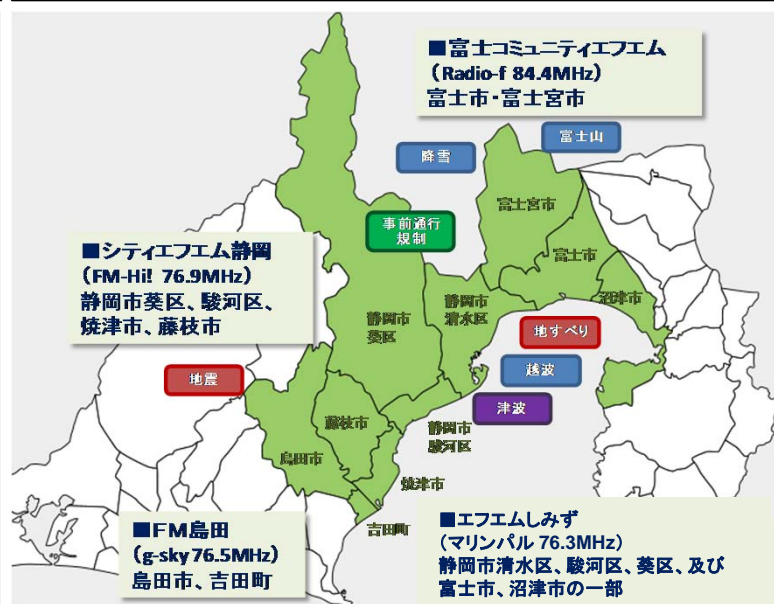 ■富士コミュニティエフエム
（Radio-f 84.4MHz）
富士市・富士宮市
富士山
降雪
事前通行
規制
富士宮市
富士市
沼津市
■シティエフエム静岡
（FM-Hi! 76.9MHz）
静岡市葵区、駿河区、
焼津市、藤枝市
静岡市
清水区
静岡市
葵区
地すべり
越波
津波
地震
藤枝市
静岡市
駿河区
島田市
焼津市
吉田町
■FM島田
（g-sky76.5MHz）
島田市、吉田町
■エフエムしみず
（マリンパル 76.3MHz）
静岡市清水区、駿河区、葵区、及び
富士市、沼津市の一部